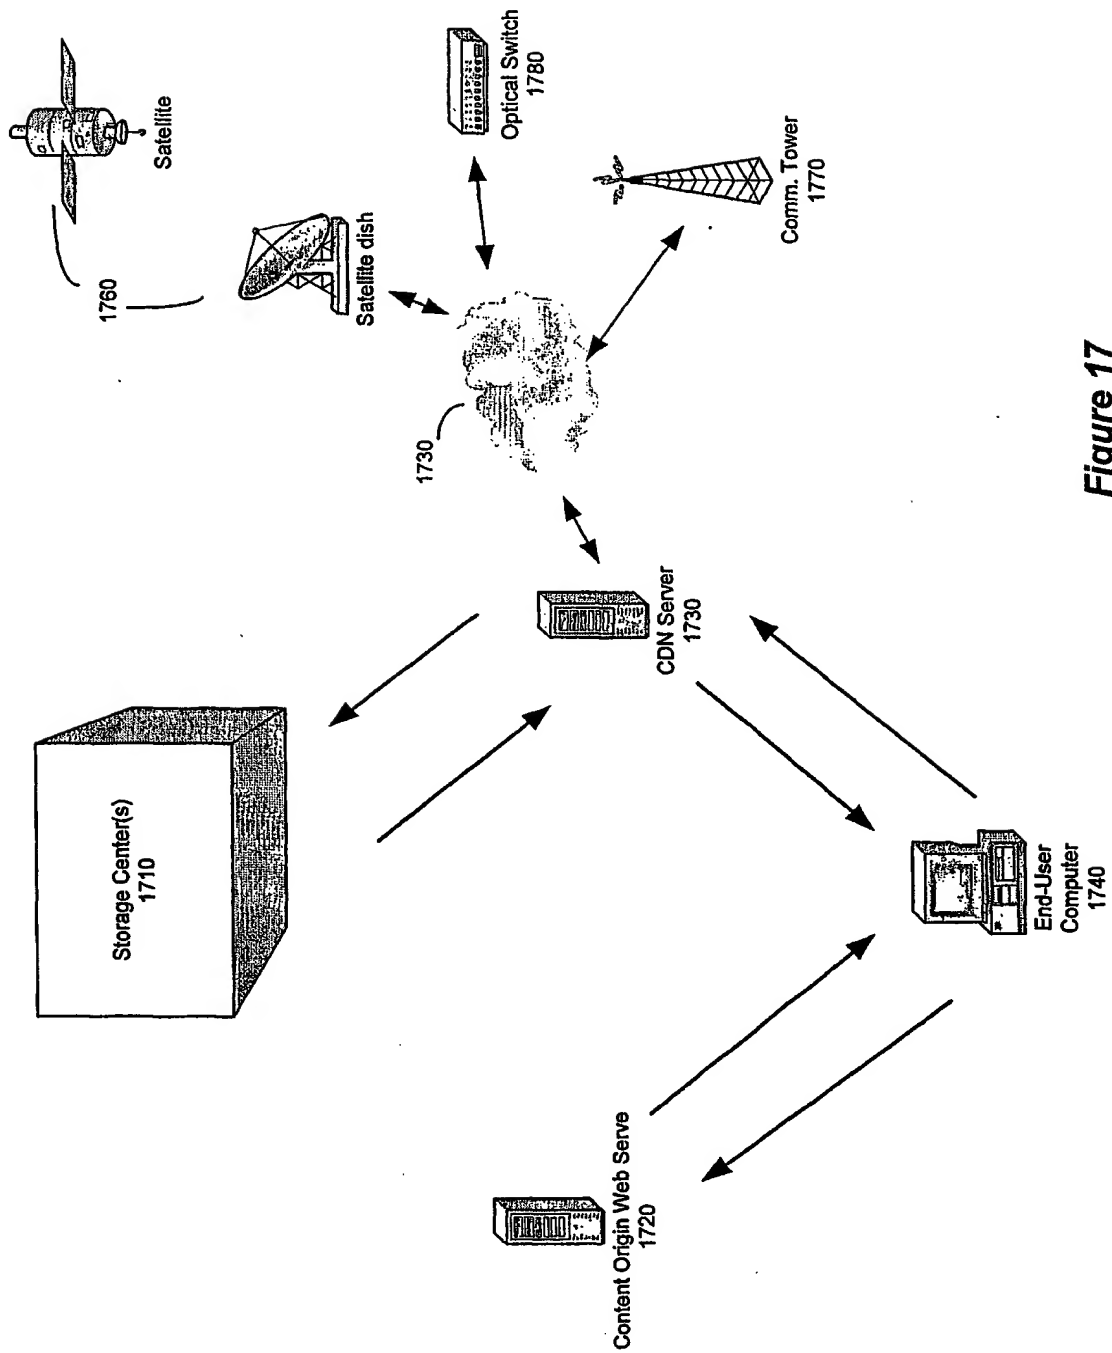 Storage Center(s)
1710
1760
Satellite
Satellite dish
1730
Optical Switch
1780
Content Origin Web Serve
1720
CDN Server
1730
Comm. Tower
1770
End-User
Computer
1740
Figure 17